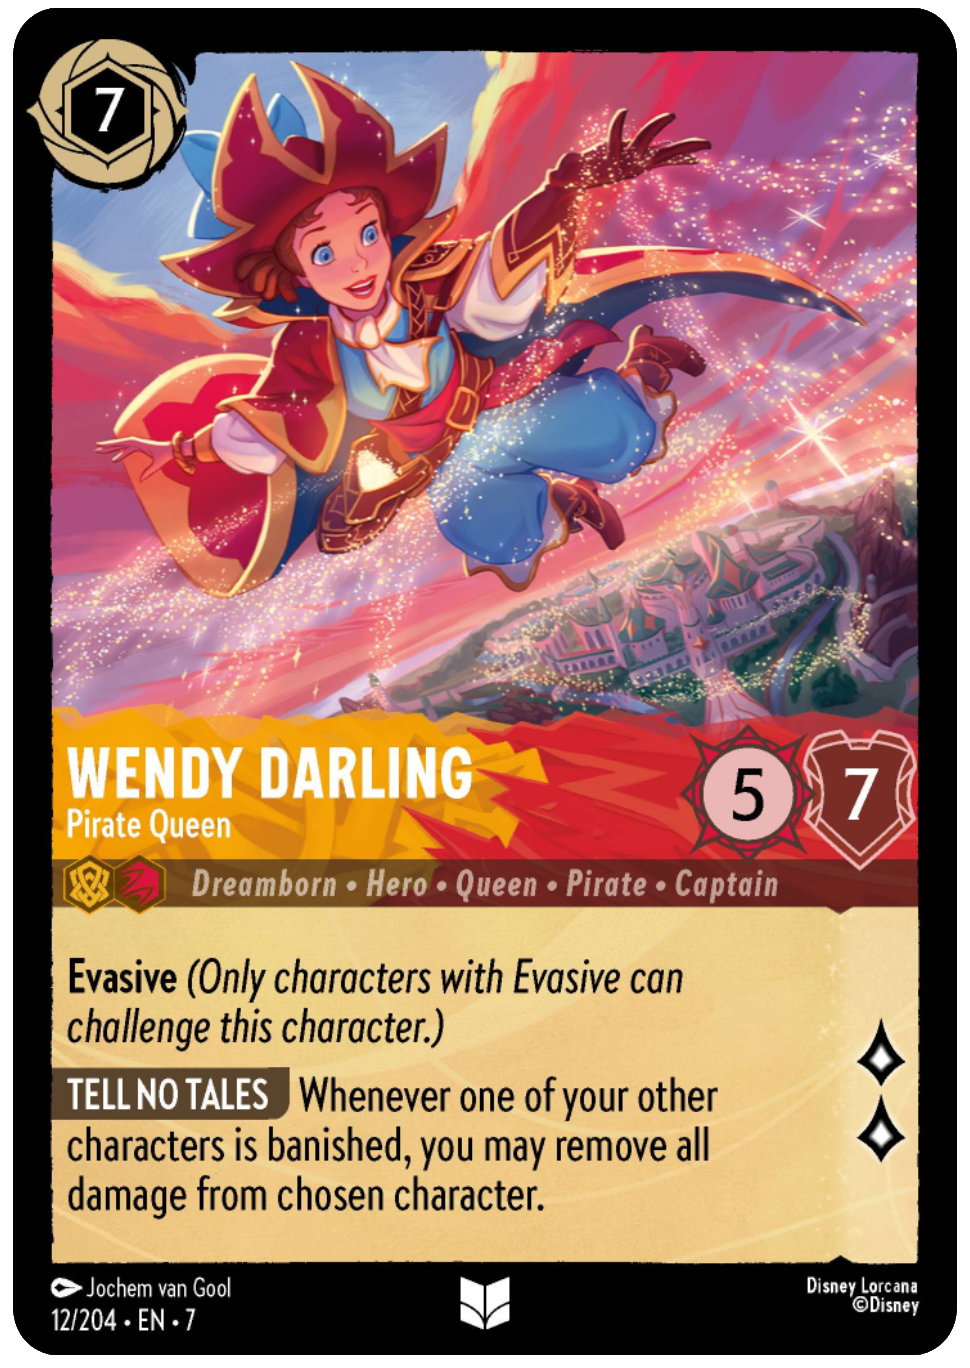 7
WENDY DARLING
Pirate Queen
5
7
Dreamborn • Hero • Queen • Pirate • Captain
Evasive (Only characters with Evasive can
challenge this character.)
TELL NO TALES Whenever one of your other
characters is banished, you may remove all
damage from chosen character.
Jochem van Gool
12/204 • EN • 7
Disney Lorcana
©Disney